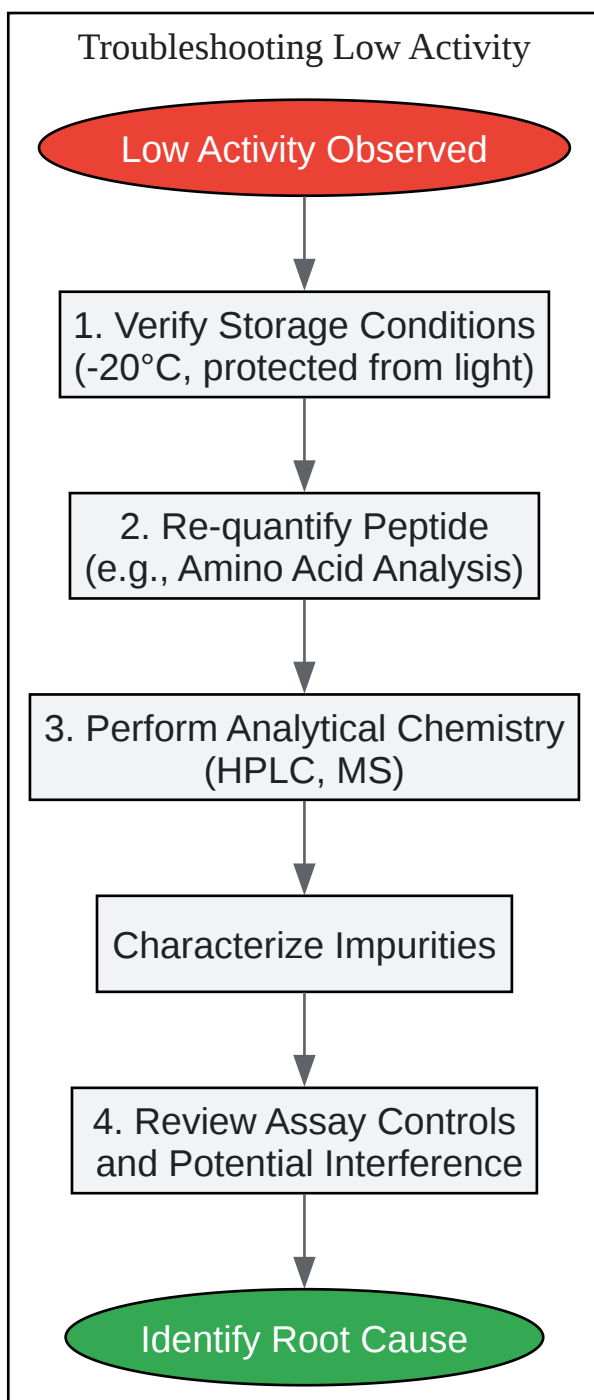 Troubleshooting Low Activity
Low Activity Observed
1. Verify Storage Conditions
(-20°C, protected from light)
2. Re-quantify Peptide
(e.g., Amino Acid Analysis)
3. Perform Analytical Chemistry
(HPLC, MS)
Characterize Impurities
4. Review Assay Controls
and Potential Interference
Identify Root Cause